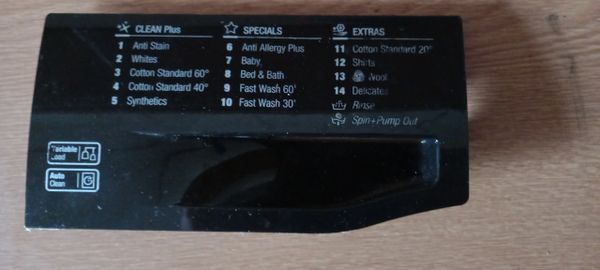 CLEAN Plus
1 Anti Stain
2 Whites
3 Cotton Standard 60°
4 Cotton Standard 40°
5 Synthetics
SPECIALS
6 Anti Allergy Plus
7 Baby
8 Bed & Bath
9 Fast Wash 60'
10 Fast Wash 30'
EXTRAS
11 Cotton Standard 20°
12 Shirts
13 Wool
14 Delicates
Rinse
Spin+Pump Out
Variable
Load
Auto
Clean